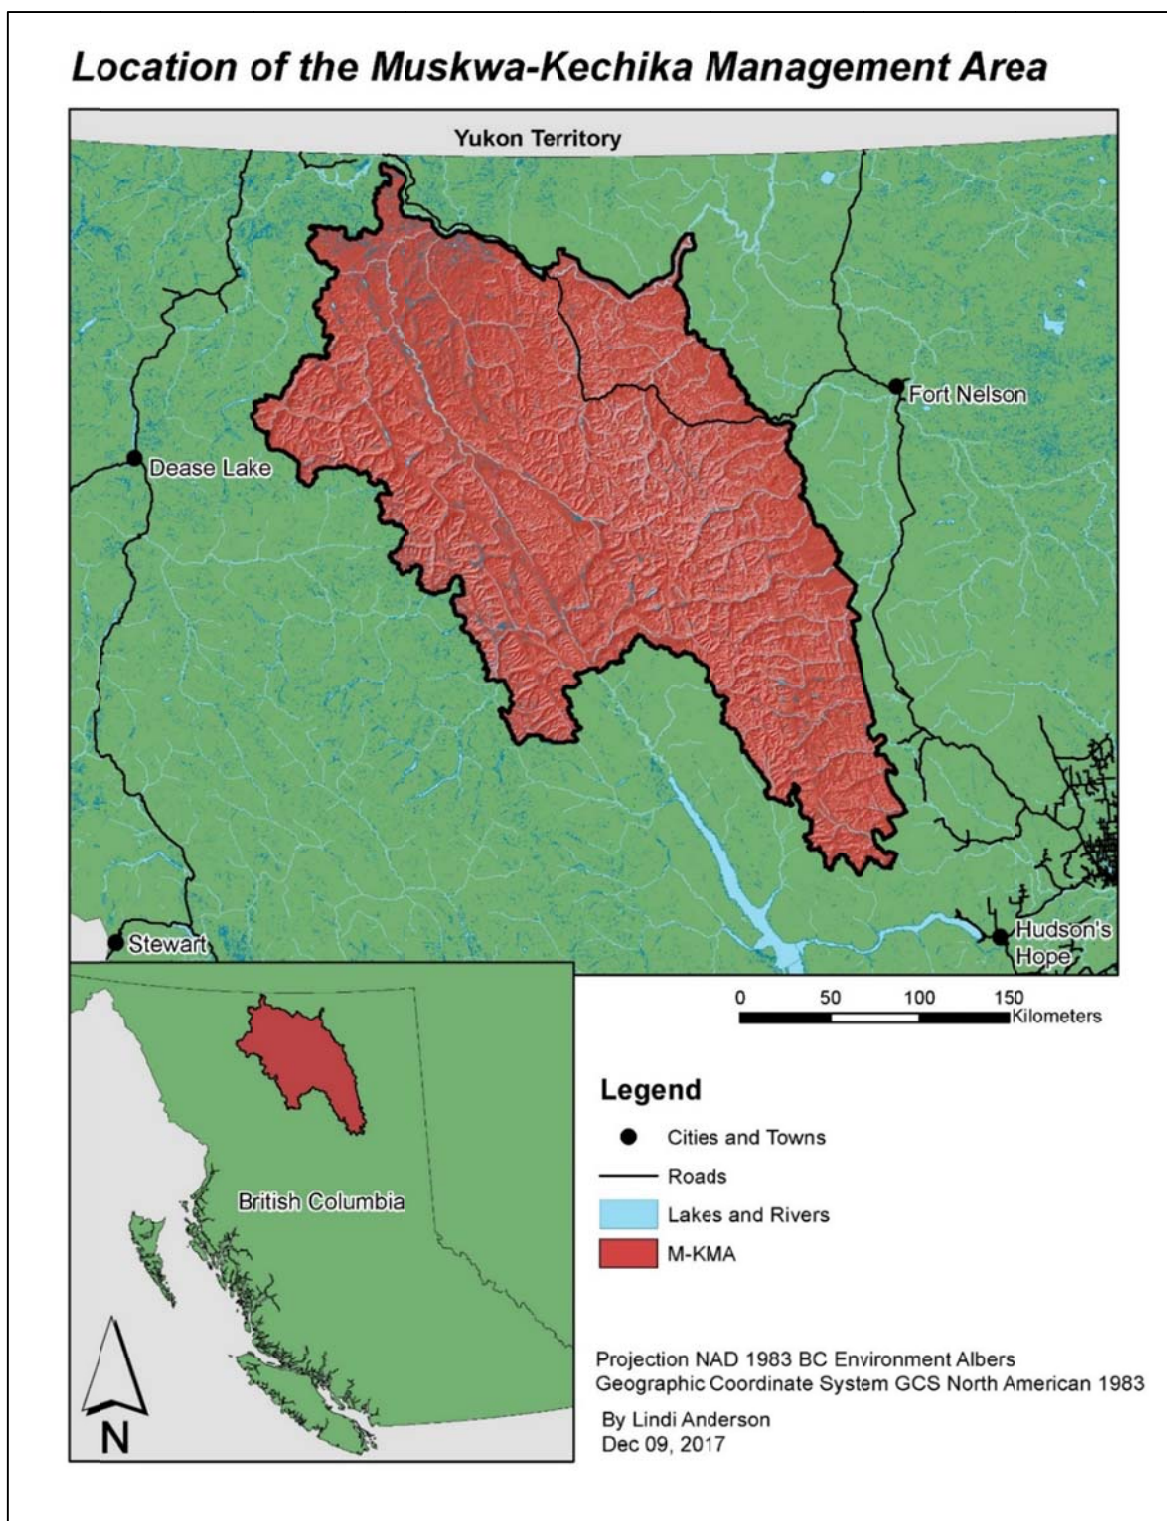 Location of the Muskwa-Kechika Management Area
Yukon Territory
Fort Nelson
Dease Lake
Stewart
Hudson's
Hope
0 50 100 150
Kilometers
British Columbia
N
Legend
Cities and Towns
Roads
Lakes and Rivers
M-KMA
Projection NAD 1983 BC Environment Albers
Geographic Coordinate System GCS North American 1983
By Lindi Anderson
Dec 09, 2017